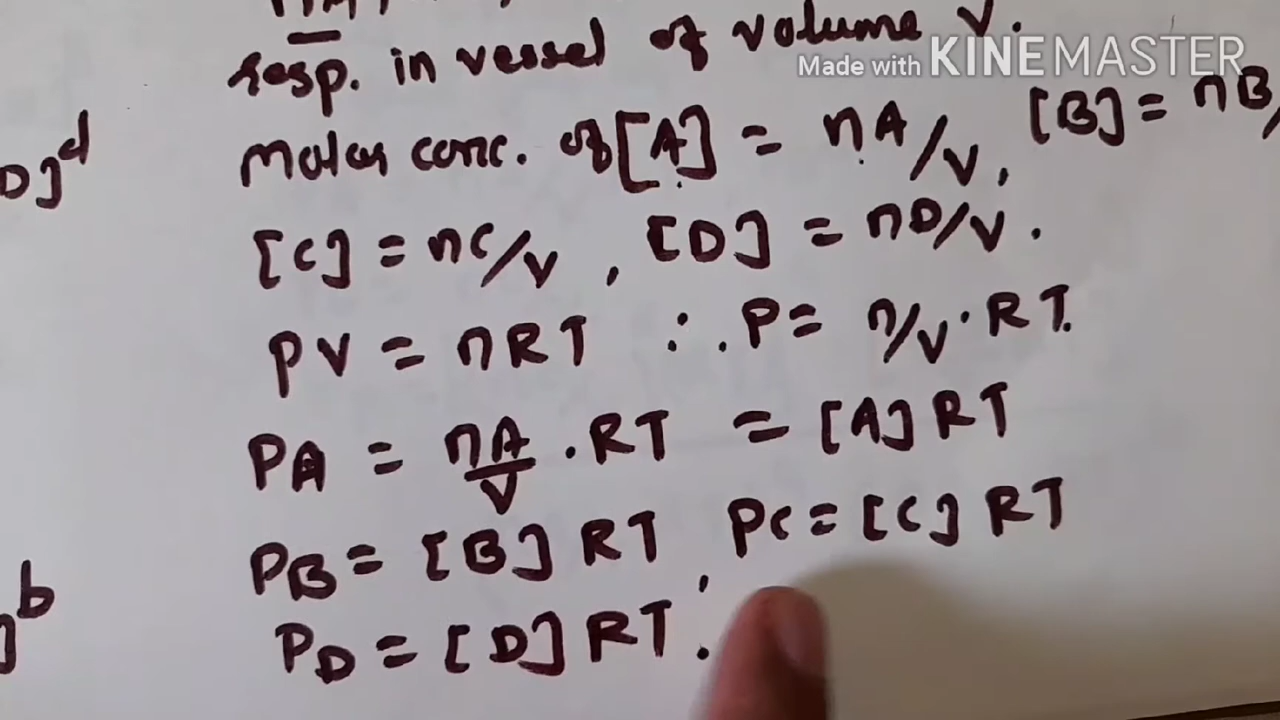 resp. in vessel of volume V.
Made with KINEMASTER
D]^d
Molar conc. of [A] = nA/V, [B] = nB/
[C] = nC/V, [D] = nD/V.
PV = nRT ∴ P = n/V · RT.
PA = nA/V · RT = [A] RT
PB = [B] RT, PC = [C] RT
]^b
PD = [D] RT.